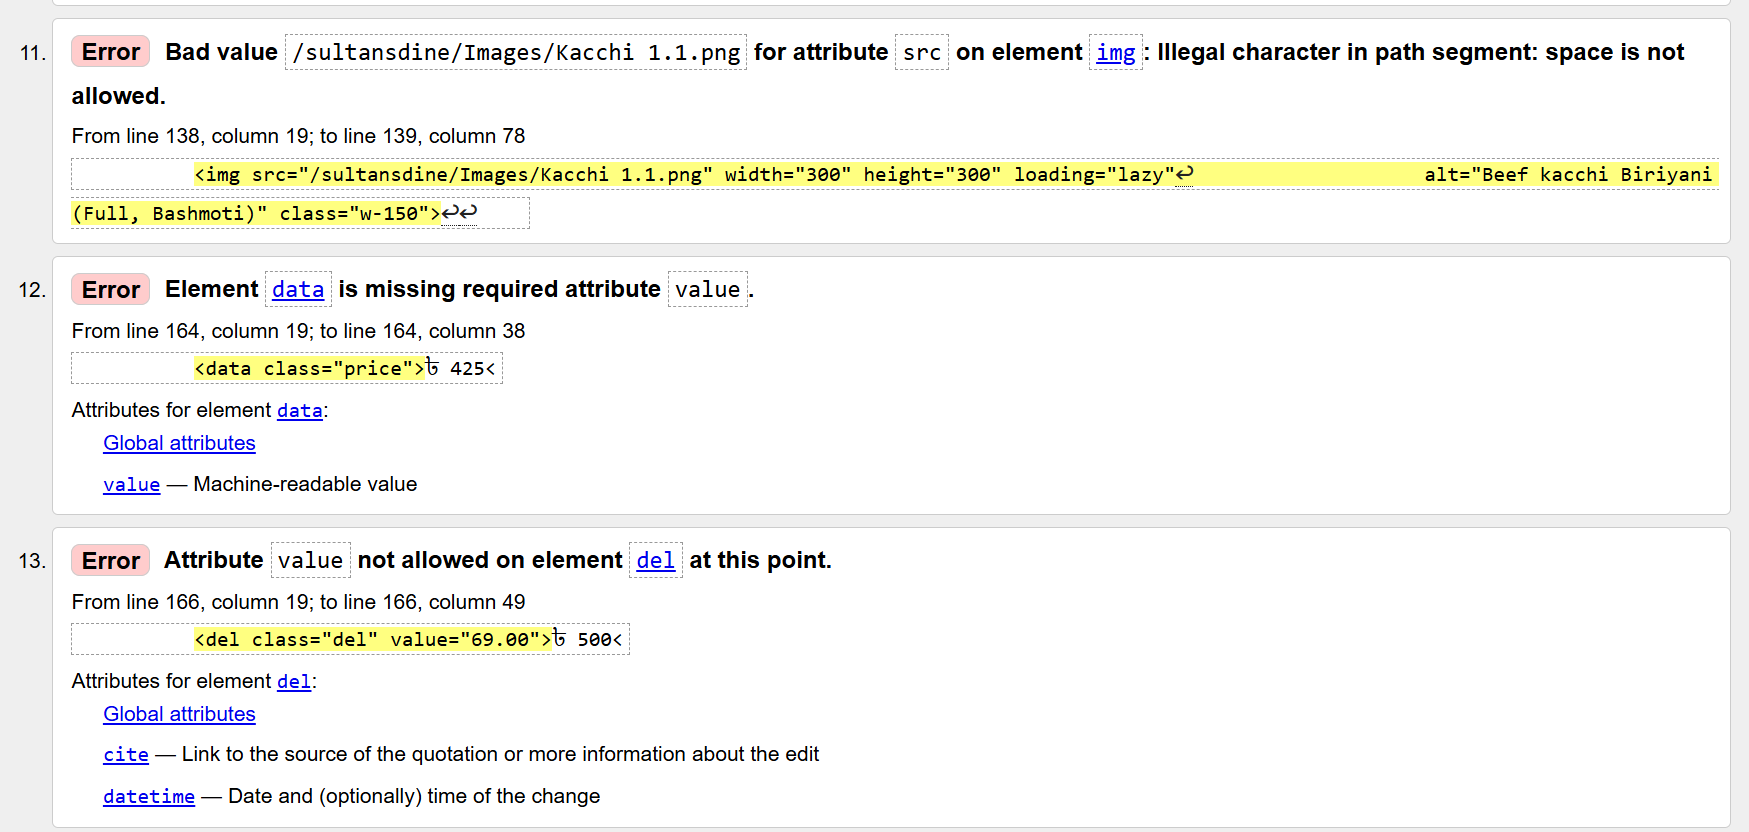 11. Error Bad value /sultansdine/Images/Kacchi 1.1.png for attribute src on element img: Illegal character in path segment: space is not
allowed.
From line 138, column 19; to line 139, column 78
<img src="/sultansdine/Images/Kacchi 1.1.png" width="300" height="300" loading="lazy"↩ alt="Beef kacchi Biriyani
(Full, Bashmoti)" class="w-150">↩↩
12. Error Element data is missing required attribute value.
From line 164, column 19; to line 164, column 38
<data class="price">৳ 425<
Attributes for element data:
Global attributes
value — Machine-readable value
13. Error Attribute value not allowed on element del at this point.
From line 166, column 19; to line 166, column 49
<del class="del" value="69.00">৳ 500<
Attributes for element del:
Global attributes
cite — Link to the source of the quotation or more information about the edit
datetime — Date and (optionally) time of the change